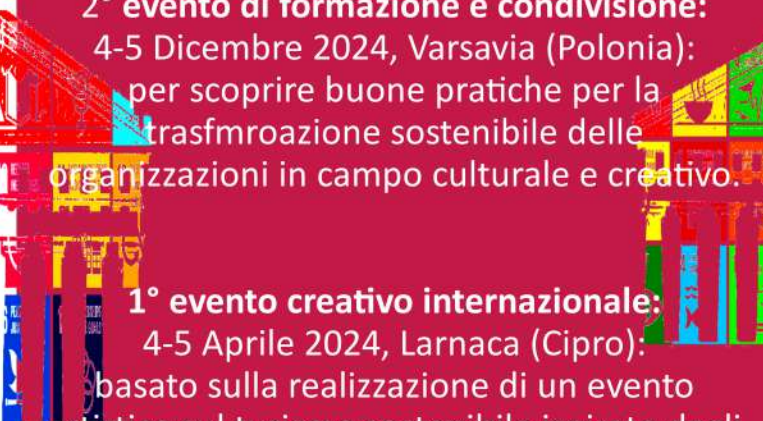 2° evento di formazione e condivisione:
4-5 Dicembre 2024, Varsavia (Polonia):
per scoprire buone pratiche per la
trasfmroazione sostenibile delle
organizzazioni in campo culturale e creativo.
1° evento creativo internazionale:
4-5 Aprile 2024, Larnaca (Cipro):
basato sulla realizzazione di un evento